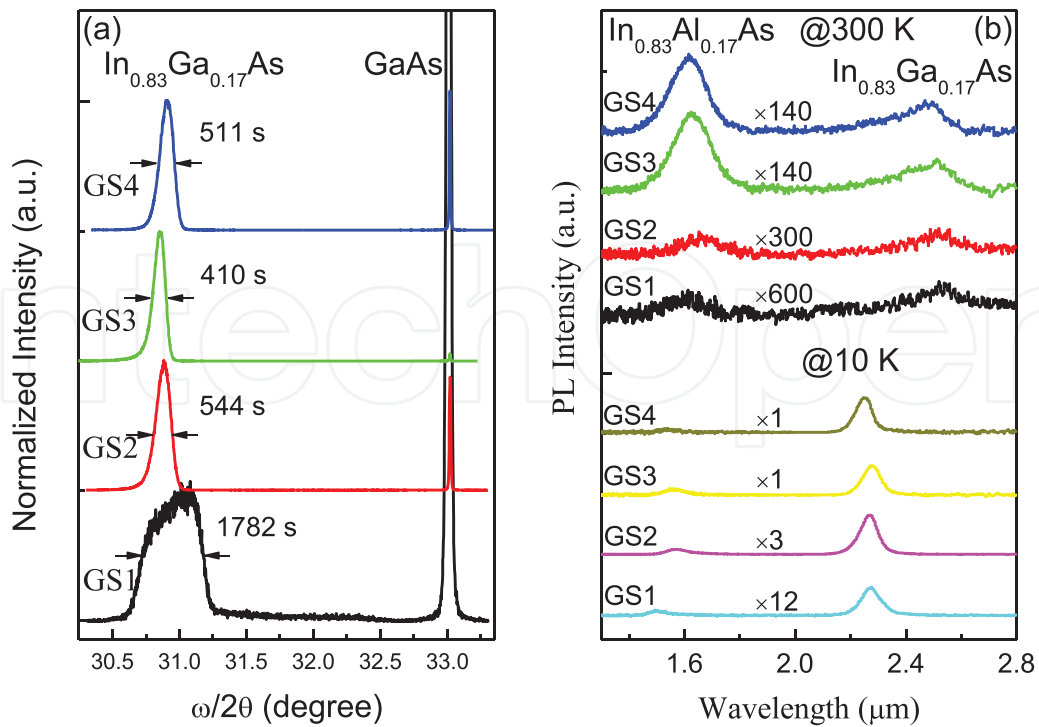 (a)
In0.83Ga0.17As GaAs
GS4 511 s
GS3 410 s
GS2 544 s
GS1 1782 s
Normalized Intensity (a.u.)
30.5 31.0 31.5 32.0 32.5 33.0
ω/2θ (degree)
In0.83Al0.17As @300 K (b)
In0.83Ga0.17As
GS4 ×140
GS3 ×140
GS2 ×300
GS1 ×600
@10 K
GS4 ×1
GS3 ×1
GS2 ×3
GS1 ×12
PL Intensity (a.u.)
1.6 2.0 2.4 2.8
Wavelength (μm)